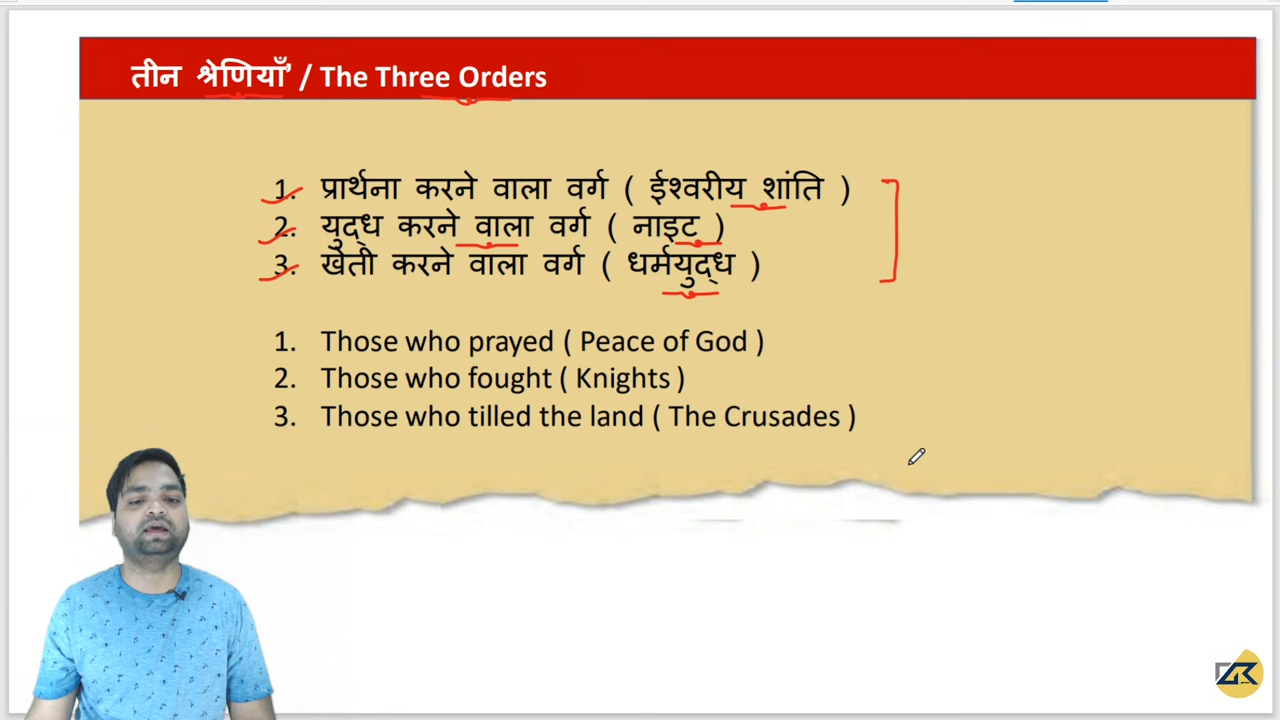 तीन श्रेणियाँ' / The Three Orders
1. प्रार्थना करने वाला वर्ग ( ईश्वरीय शांति )
2. युद्ध करने वाला वर्ग ( नाइट )
3. खेती करने वाला वर्ग ( धर्मयुद्ध )
1. Those who prayed ( Peace of God )
2. Those who fought ( Knights )
3. Those who tilled the land ( The Crusades )